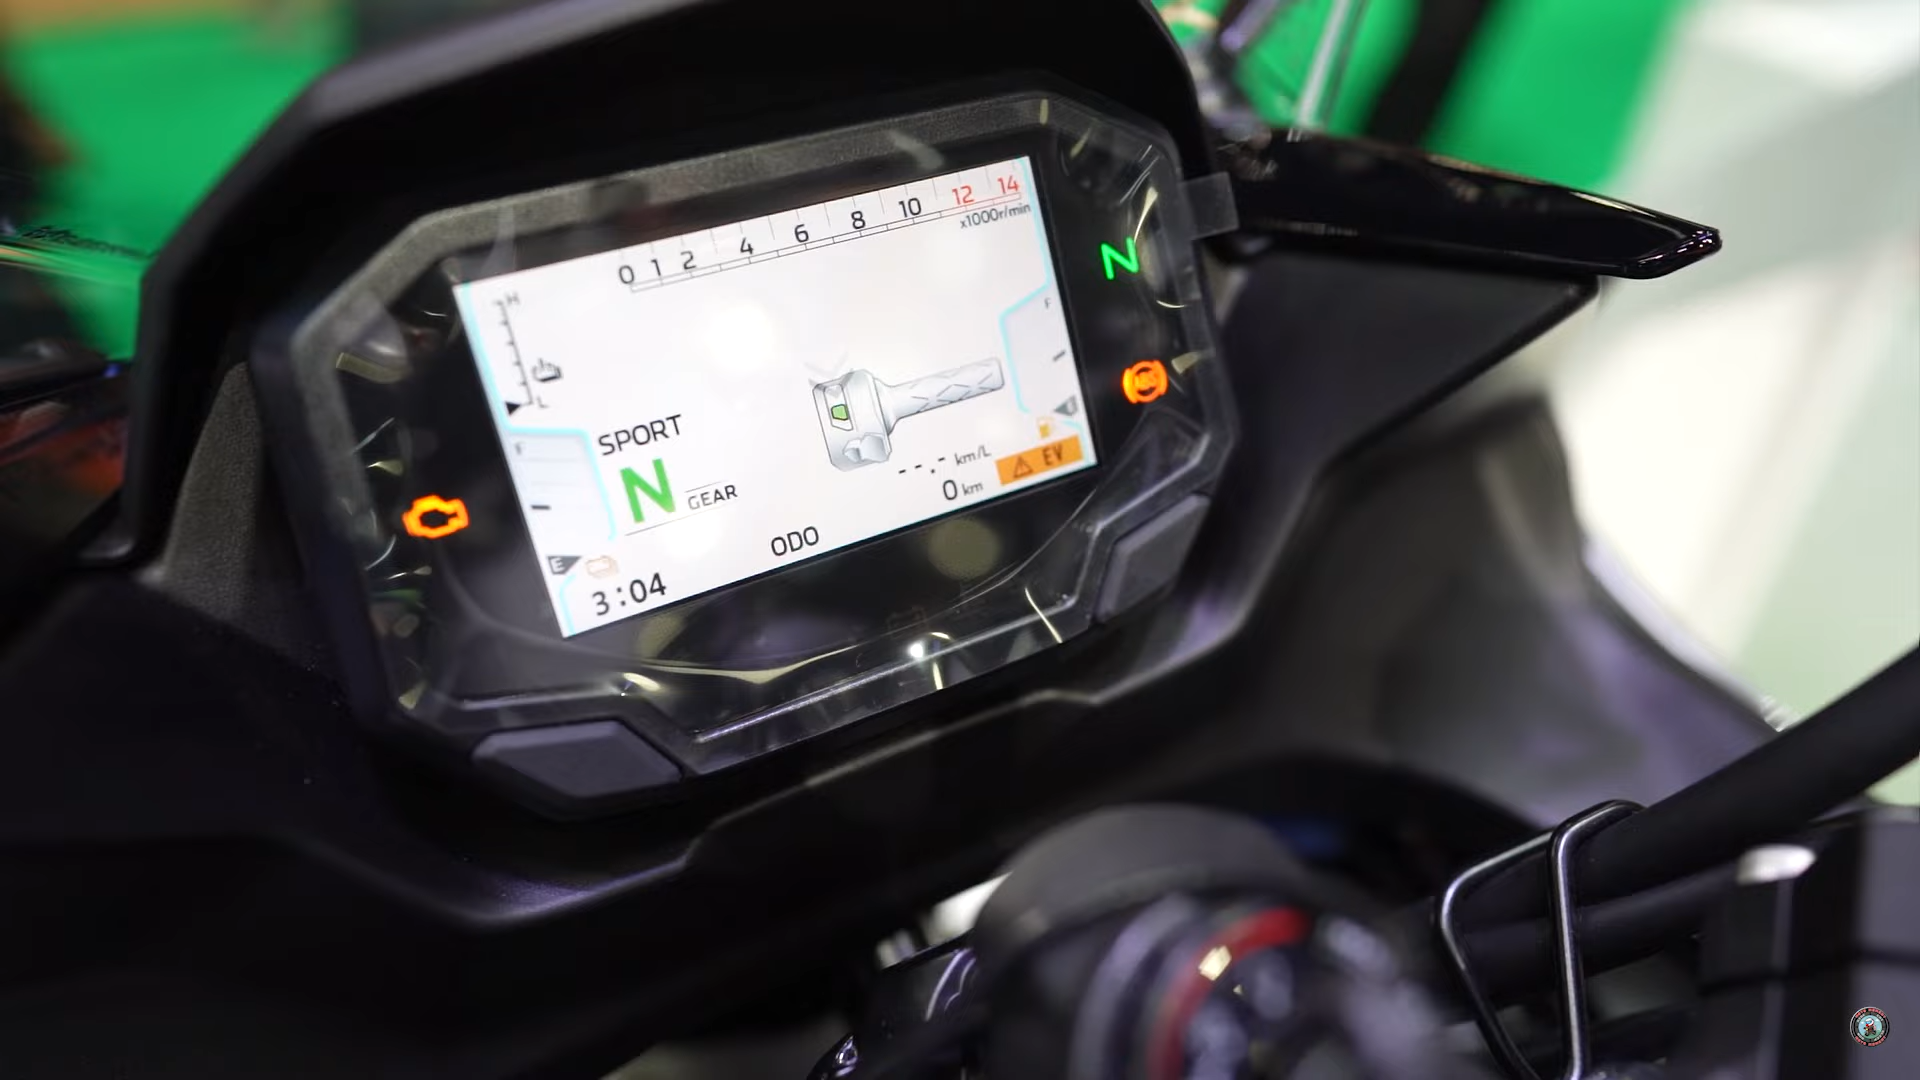 0 1 2 4 6 8 10 12 14
x1000r/min
H
L
F
F
SPORT
N GEAR
--.- km/L
0 km
EV
E
3:04
ODO
N
ABS